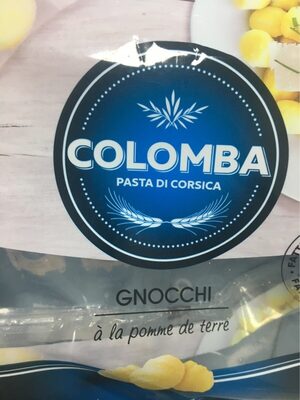 COLOMBA
PASTA DI CORSICA
GNOCCHI
à la pomme de terre